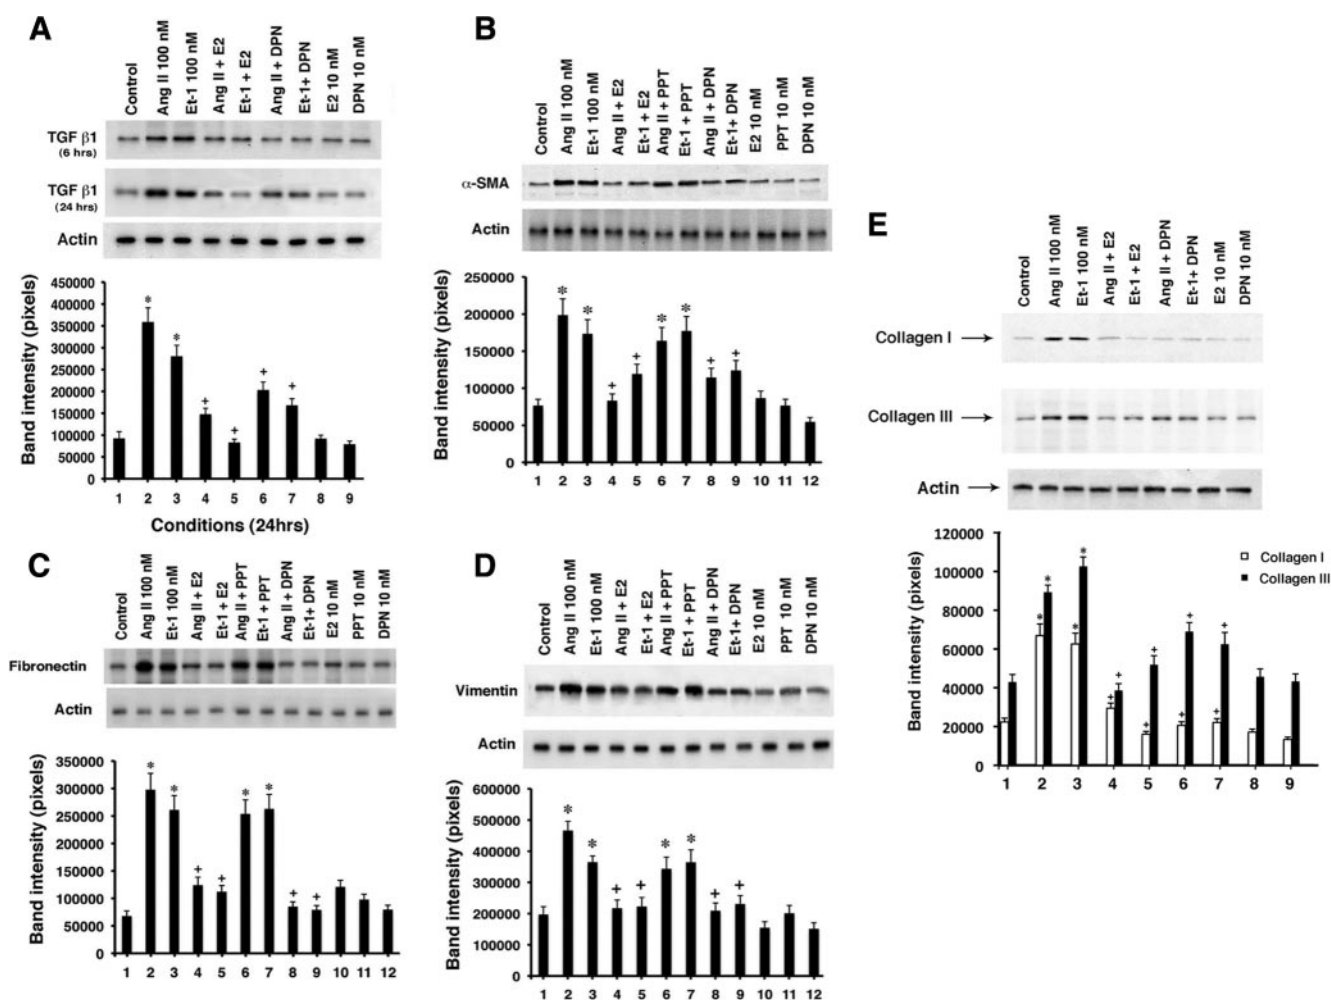 A
Control
Ang II 100 nM
Et-1 100 nM
Ang II + E2
Et-1 + E2
Ang II + DPN
Et-1+ DPN
E2 10 nM
DPN 10 nM
TGF β1
(6 hrs)
TGF β1
(24 hrs)
Actin
Band intensity (pixels)
450000
400000
350000
300000
250000
200000
150000
100000
50000
0
* * + + + +
1 2 3 4 5 6 7 8 9
Conditions (24hrs)
B
Control
Ang II 100 nM
Et-1 100 nM
Ang II + E2
Et-1 + E2
Ang II + PPT
Et-1 + PPT
Ang II + DPN
Et-1+ DPN
E2 10 nM
PPT 10 nM
DPN 10 nM
α-SMA
Actin
Band intensity (pixels)
250000
200000
150000
100000
50000
0
* * + + * * + +
1 2 3 4 5 6 7 8 9 10 11 12
C
Control
Ang II 100 nM
Et-1 100 nM
Ang II + E2
Et-1 + E2
Ang II + PPT
Et-1 + PPT
Ang II + DPN
Et-1+ DPN
E2 10 nM
PPT 10 nM
DPN 10 nM
Fibronectin
Actin
Band intensity (pixels)
350000
300000
250000
200000
150000
100000
50000
0
* * + + * * + +
1 2 3 4 5 6 7 8 9 10 11 12
D
Control
Ang II 100 nM
Et-1 100 nM
Ang II + E2
Et-1 + E2
Ang II + PPT
Et-1 + PPT
Ang II + DPN
Et-1+ DPN
E2 10 nM
PPT 10 nM
DPN 10 nM
Vimentin
Actin
Band intensity (pixels)
600000
500000
400000
300000
200000
100000
0
* * + + * * + +
1 2 3 4 5 6 7 8 9 10 11 12
E
Control
Ang II 100 nM
Et-1 100 nM
Ang II + E2
Et-1 + E2
Ang II + DPN
Et-1+ DPN
E2 10 nM
DPN 10 nM
Collagen I
Collagen III
Actin
Band intensity (pixels)
120000
100000
80000
60000
40000
20000
0
* * * * + + + + + + + +
Collagen I
Collagen III
1 2 3 4 5 6 7 8 9